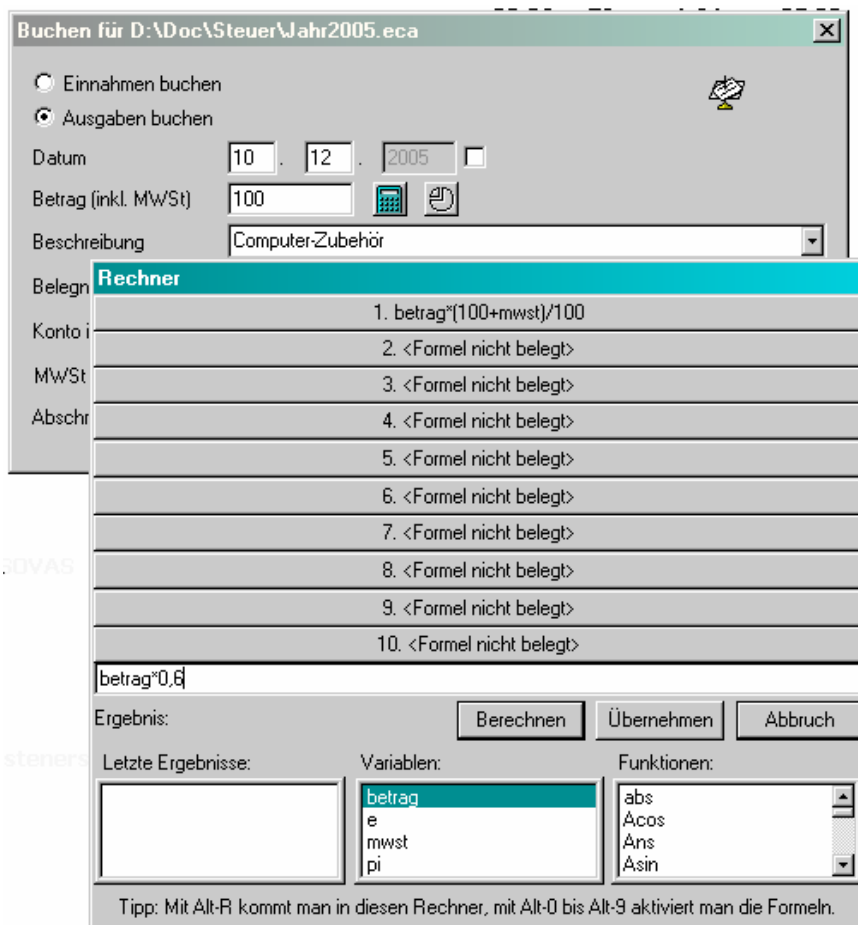 Buchen für D:\Doc\Steuer\Jahr2005.eca
Einnahmen buchen
Ausgaben buchen
Datum 10 . 12 . 2005
Betrag (inkl. MWSt) 100
Beschreibung Computer-Zubehör
Belegn
Konto i
MWSt
Abschr
Rechner
1. betrag*(100+mwst)/100
2. <Formel nicht belegt>
3. <Formel nicht belegt>
4. <Formel nicht belegt>
5. <Formel nicht belegt>
6. <Formel nicht belegt>
7. <Formel nicht belegt>
8. <Formel nicht belegt>
9. <Formel nicht belegt>
10. <Formel nicht belegt>
betrag*0,6
Ergebnis: Berechnen Übernehmen Abbruch
Letzte Ergebnisse: Variablen: Funktionen:
betrag abs
e Acos
mwst Ans
pi Asin
Tipp: Mit Alt-R kommt man in diesen Rechner, mit Alt-0 bis Alt-9 aktiviert man die Formeln.